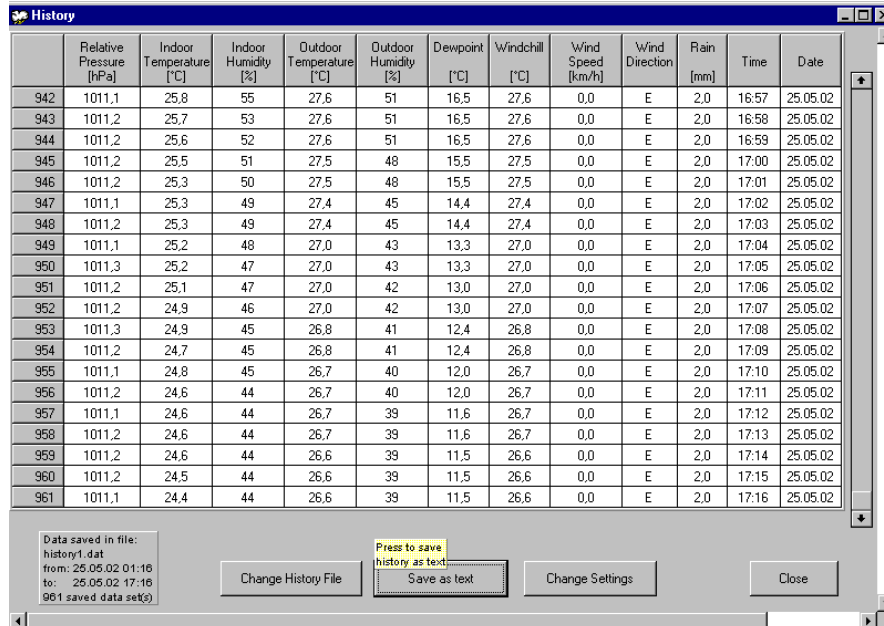 History
Relative Pressure [hPa] Indoor Temperature [°C] Indoor Humidity [%] Outdoor Temperature [°C] Outdoor Humidity [%] Dewpoint [°C] Windchill [°C] Wind Speed [km/h] Wind Direction Rain [mm] Time Date
942 1011,1 25,8 55 27,6 51 16,5 27,6 0,0 E 2,0 16:57 25.05.02
943 1011,2 25,7 53 27,6 51 16,5 27,6 0,0 E 2,0 16:58 25.05.02
944 1011,2 25,6 52 27,6 51 16,5 27,6 0,0 E 2,0 16:59 25.05.02
945 1011,2 25,5 51 27,5 48 15,5 27,5 0,0 E 2,0 17:00 25.05.02
946 1011,2 25,3 50 27,5 48 15,5 27,5 0,0 E 2,0 17:01 25.05.02
947 1011,1 25,3 49 27,4 45 14,4 27,4 0,0 E 2,0 17:02 25.05.02
948 1011,2 25,3 49 27,4 45 14,4 27,4 0,0 E 2,0 17:03 25.05.02
949 1011,1 25,2 48 27,0 43 13,3 27,0 0,0 E 2,0 17:04 25.05.02
950 1011,3 25,2 47 27,0 43 13,3 27,0 0,0 E 2,0 17:05 25.05.02
951 1011,2 25,1 47 27,0 42 13,0 27,0 0,0 E 2,0 17:06 25.05.02
952 1011,2 24,9 46 27,0 42 13,0 27,0 0,0 E 2,0 17:07 25.05.02
953 1011,3 24,9 45 26,8 41 12,4 26,8 0,0 E 2,0 17:08 25.05.02
954 1011,2 24,7 45 26,8 41 12,4 26,8 0,0 E 2,0 17:09 25.05.02
955 1011,1 24,8 45 26,7 40 12,0 26,7 0,0 E 2,0 17:10 25.05.02
956 1011,2 24,6 44 26,7 40 12,0 26,7 0,0 E 2,0 17:11 25.05.02
957 1011,1 24,6 44 26,7 39 11,6 26,7 0,0 E 2,0 17:12 25.05.02
958 1011,2 24,6 44 26,7 39 11,6 26,7 0,0 E 2,0 17:13 25.05.02
959 1011,2 24,6 44 26,6 39 11,5 26,6 0,0 E 2,0 17:14 25.05.02
960 1011,2 24,5 44 26,6 39 11,5 26,6 0,0 E 2,0 17:15 25.05.02
961 1011,1 24,4 44 26,6 39 11,5 26,6 0,0 E 2,0 17:16 25.05.02
Data saved in file:
history1.dat
from: 25.05.02 01:16
to: 25.05.02 17:16
961 saved data set(s)
Press to save
history as text
Change History File
Save as text
Change Settings
Close